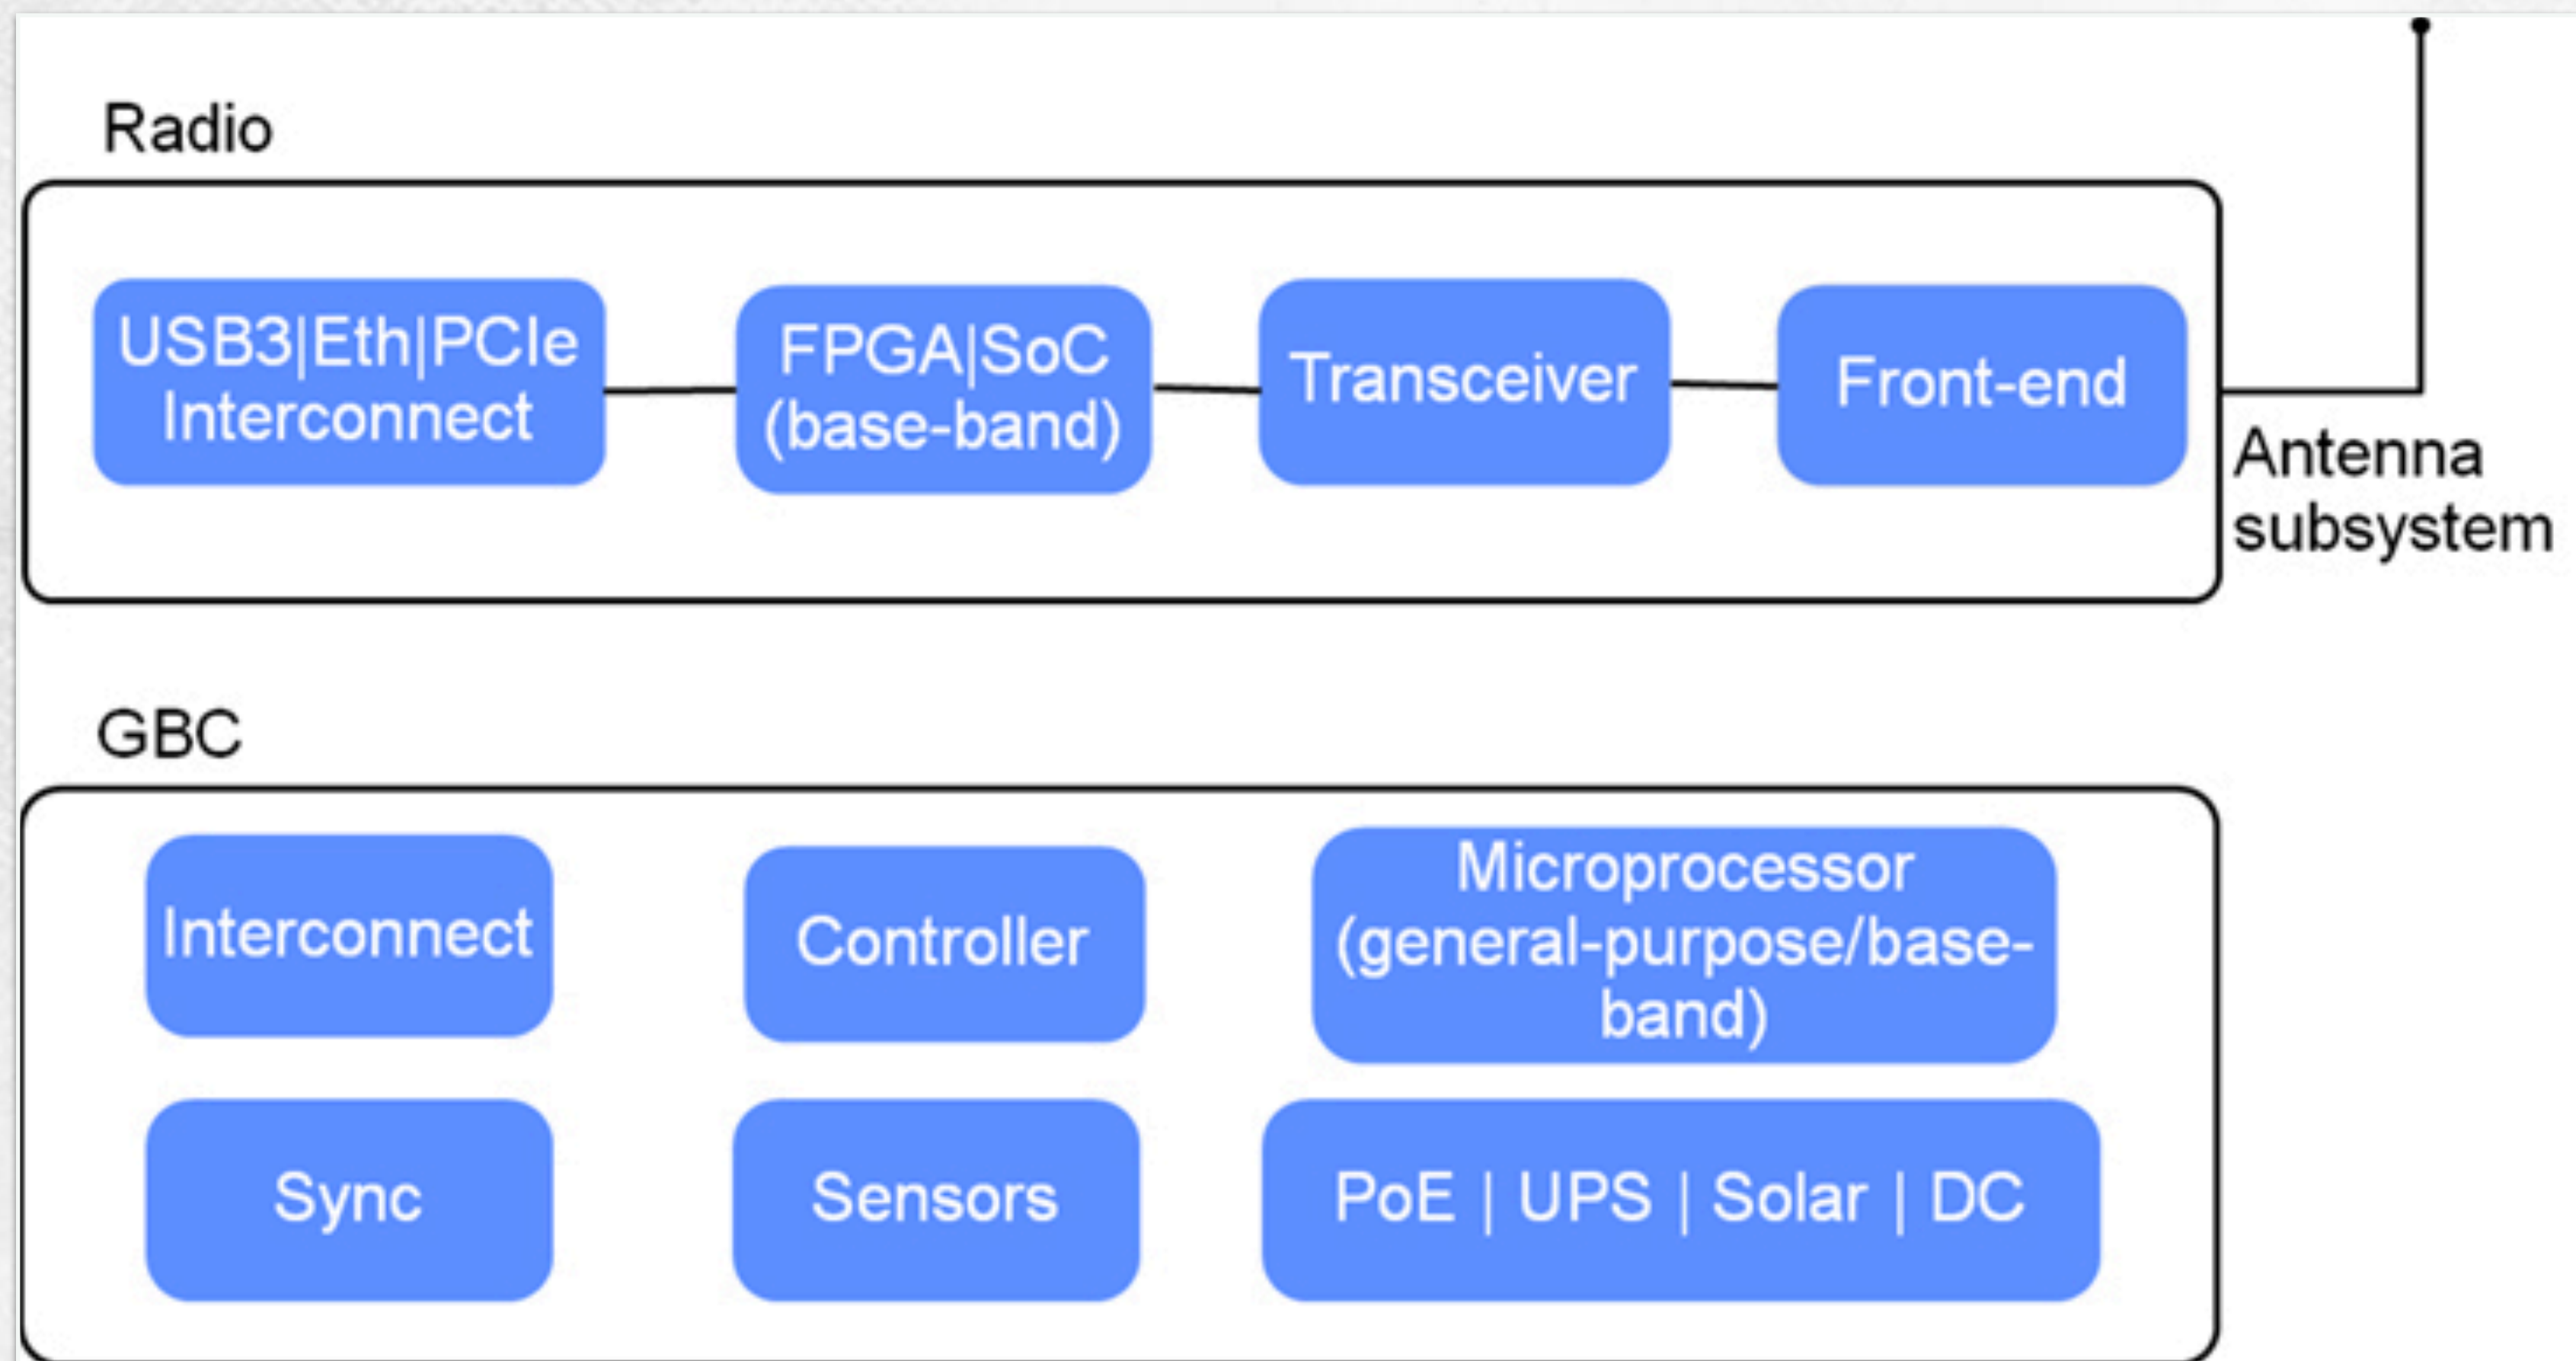 Radio
USB3|Eth|PCIe
Interconnect
FPGA|SoC
(base-band)
Transceiver
Front-end
Antenna
subsystem
GBC
Interconnect
Controller
Microprocessor
(general-purpose/base-
band)
Sync
Sensors
PoE | UPS | Solar | DC